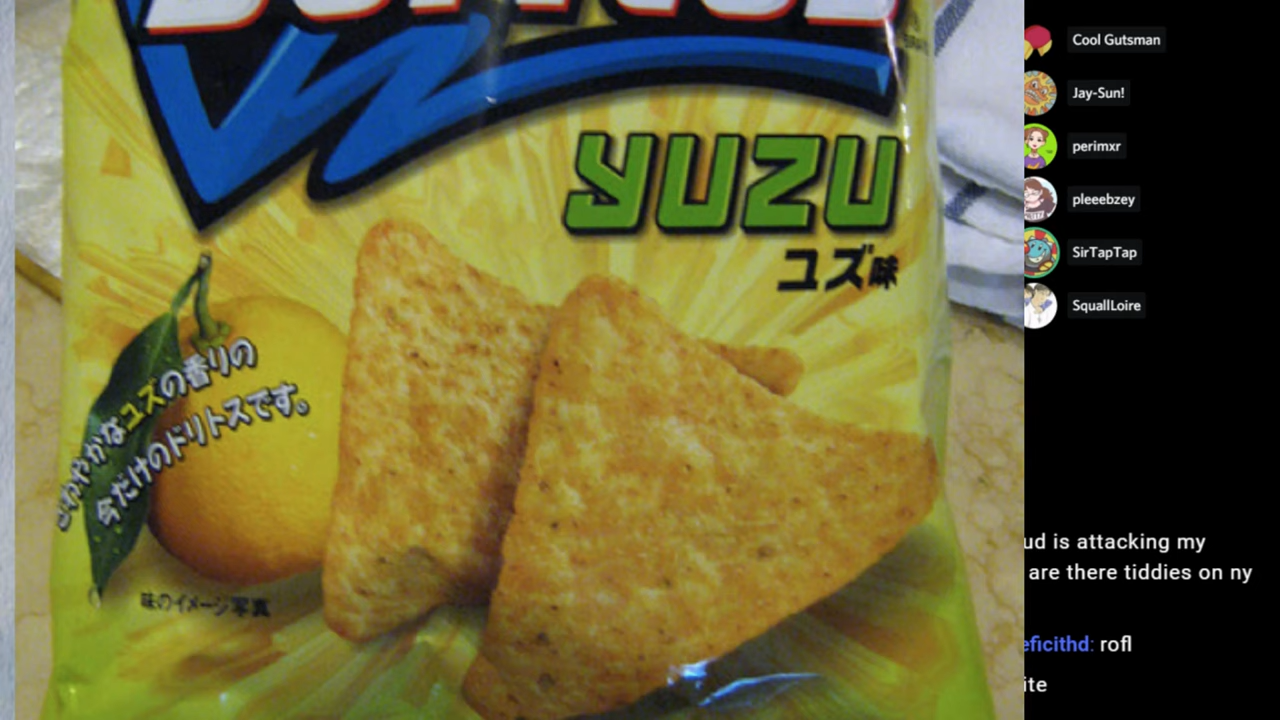 YUZU
ユズ味
さわやかなユズの香りの
今だけのドリトスです。
味のイメージ写真
Cool Gutsman
Jay-Sun!
perimxr
pleeebzey
SirTapTap
SquallLoire
ud is attacking my
are there tiddies on ny
eficithd: rofl
ite